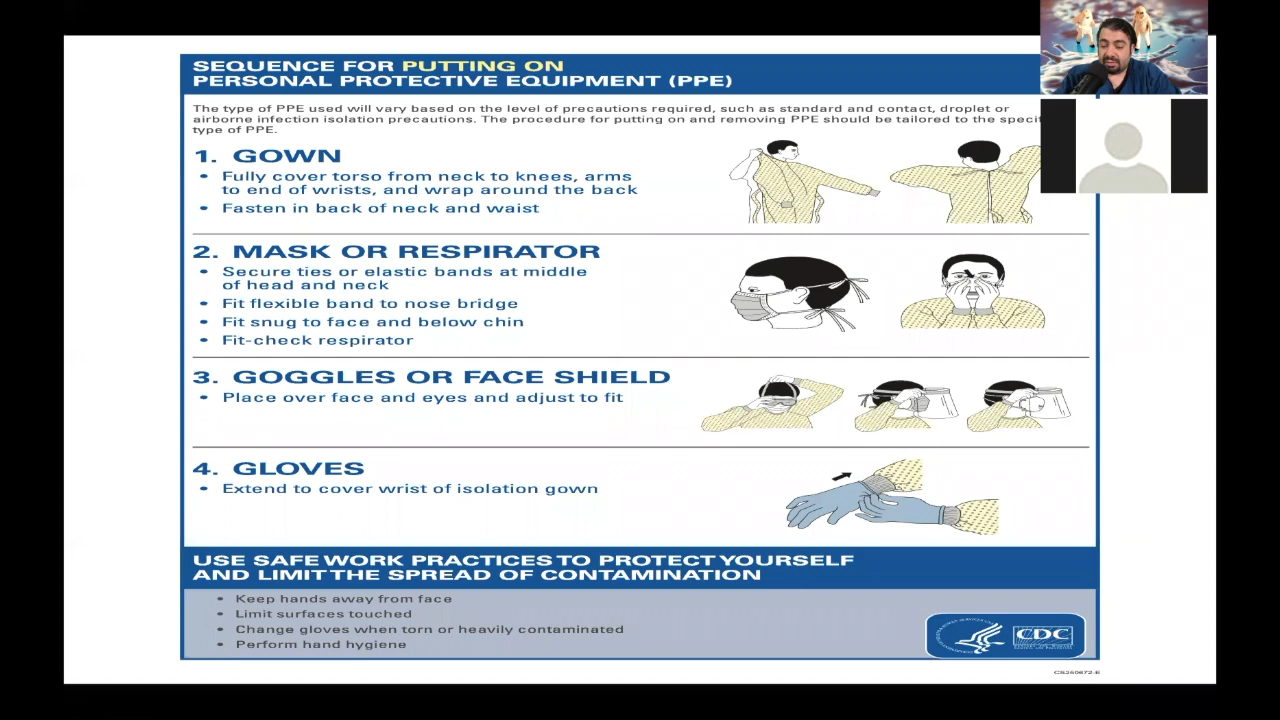 SEQUENCE FOR PUTTING ON
PERSONAL PROTECTIVE EQUIPMENT (PPE)
The type of PPE used will vary based on the level of precautions required, such as standard and contact, droplet or
airborne infection isolation precautions. The procedure for putting on and removing PPE should be tailored to the
type of PPE.
1. GOWN
• Fully cover torso from neck to knees, arms
to end of wrists, and wrap around the back
• Fasten in back of neck and waist
2. MASK OR RESPIRATOR
• Secure ties or elastic bands at middle
of head and neck
• Fit flexible band to nose bridge
• Fit snug to face and below chin
• Fit-check respirator
3. GOGGLES OR FACE SHIELD
• Place over face and eyes and adjust to fit
4. GLOVES
• Extend to cover wrist of isolation gown
USE SAFE WORK PRACTICES TO PROTECT YOURSELF
AND LIMIT THE SPREAD OF CONTAMINATION
• Keep hands away from face
• Limit surfaces touched
• Change gloves when torn or heavily contaminated
• Perform hand hygiene
CDC
CS250672-E